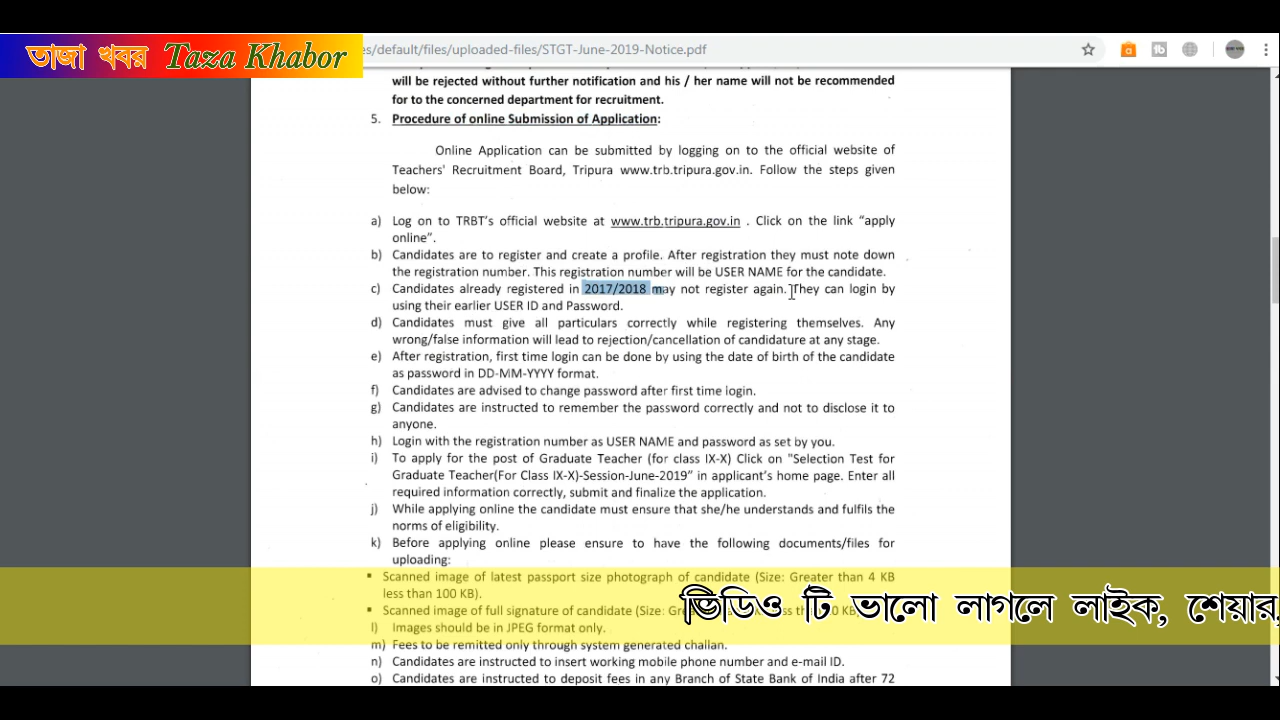 তাজা খবর Taza Khabor
es/default/files/uploaded-files/STGT-June-2019-Notice.pdf
will be rejected without further notification and his / her name will not be recommended
for to the concerned department for recruitment.
5. Procedure of online Submission of Application:
Online Application can be submitted by logging on to the official website of
Teachers' Recruitment Board, Tripura www.trb.tripura.gov.in. Follow the steps given
below:
a) Log on to TRBT's official website at www.trb.tripura.gov.in . Click on the link "apply
online".
b) Candidates are to register and create a profile. After registration they must note down
the registration number. This registration number will be USER NAME for the candidate.
c) Candidates already registered in 2017/2018 may not register again. They can login by
using their earlier USER ID and Password.
d) Candidates must give all particulars correctly while registering themselves. Any
wrong/false information will lead to rejection/cancellation of candidature at any stage.
e) After registration, first time login can be done by using the date of birth of the candidate
as password in DD-MM-YYYY format.
f) Candidates are advised to change password after first time login.
g) Candidates are instructed to remember the password correctly and not to disclose it to
anyone.
h) Login with the registration number as USER NAME and password as set by you.
i) To apply for the post of Graduate Teacher (for class IX-X) Click on "Selection Test for
Graduate Teacher(For Class IX-X)-Session-June-2019" in applicant's home page. Enter all
required information correctly, submit and finalize the application.
j) While applying online the candidate must ensure that she/he understands and fulfils the
norms of eligibility.
k) Before applying online please ensure to have the following documents/files for
uploading:
▪ Scanned image of latest passport size photograph of candidate (Size: Greater than 4 KB
less than 100 KB).
▪ Scanned image of full signature of candidate (Size:
ভিডিও টি ভালো লাগলে লাইক, শেয়ার,
l) Images should be in JPEG format only.
m) Fees to be remitted only through system generated challan.
n) Candidates are instructed to insert working mobile phone number and e-mail ID.
o) Candidates are instructed to deposit fees in any Branch of State Bank of India after 72